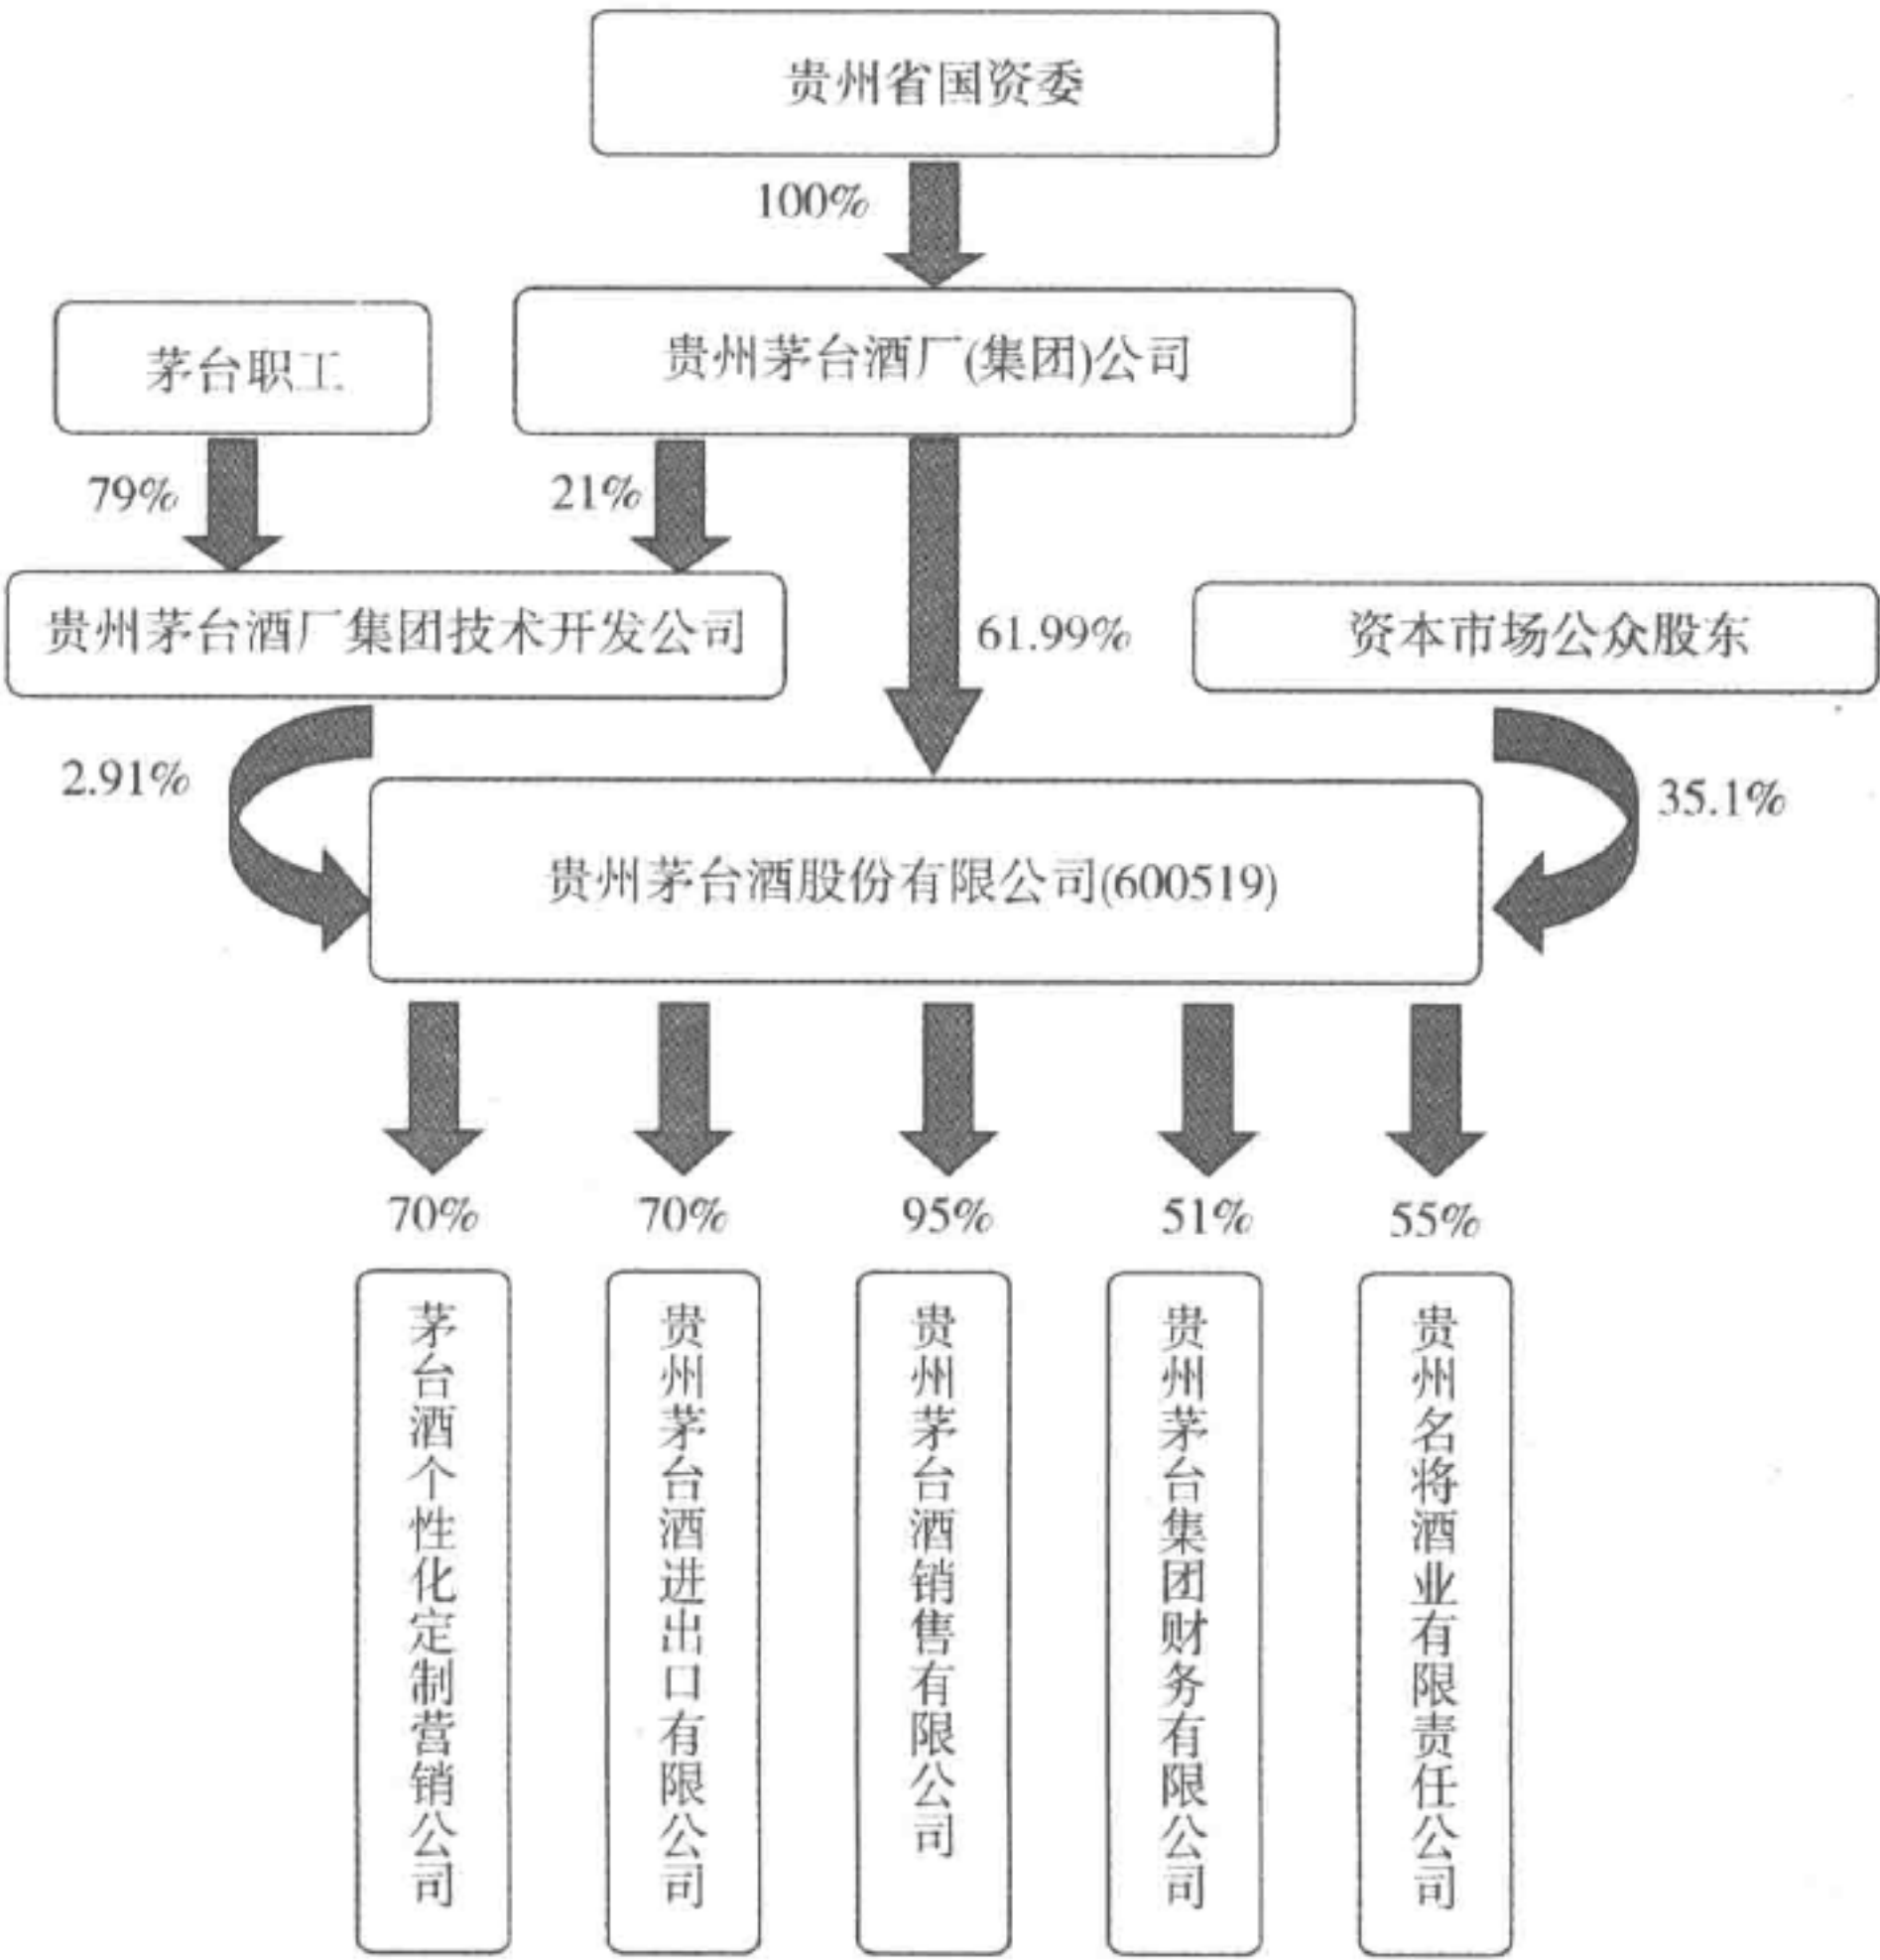 贵州省国资委
100%
茅台职工
贵州茅台酒厂(集团)公司
79%
21%
贵州茅台酒厂集团技术开发公司
61.99%
资本市场公众股东
2.91%
35.1%
贵州茅台酒股份有限公司(600519)
70%
70%
95%
51%
55%
茅台酒个性化定制营销公司
贵州茅台酒进出口有限公司
贵州茅台酒销售有限公司
贵州茅台集团财务有限公司
贵州名将酒业有限责任公司